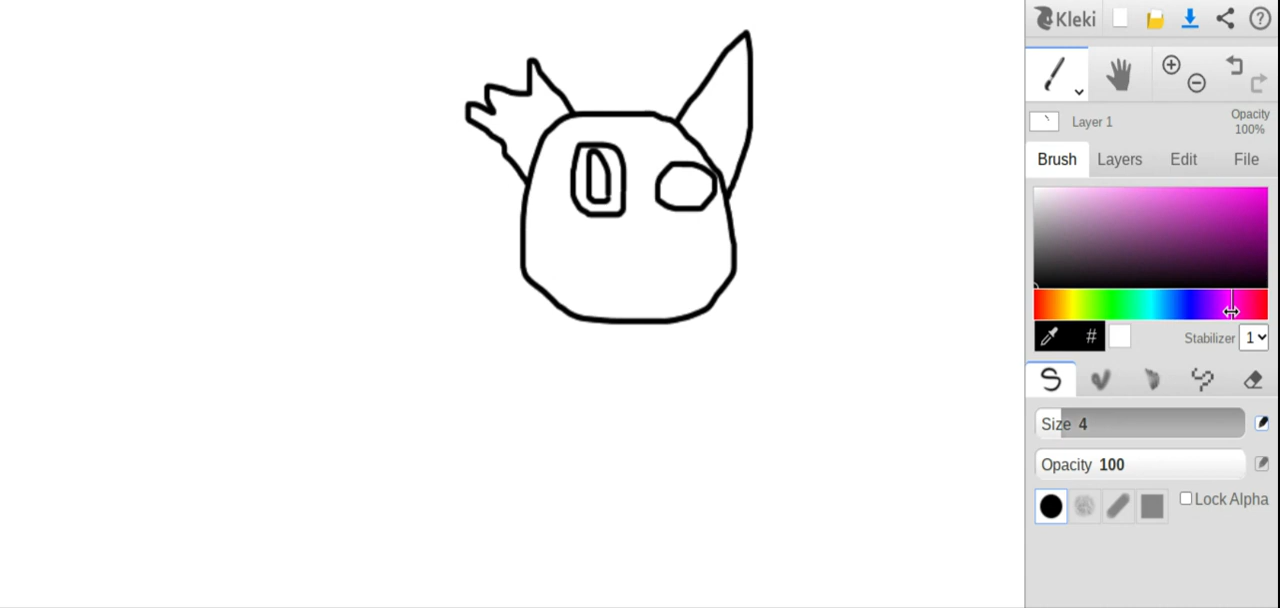 Kleki
Layer 1
Opacity
100%
Brush
Layers
Edit
File
#
Stabilizer
1
Size 4
Opacity 100
Lock Alpha